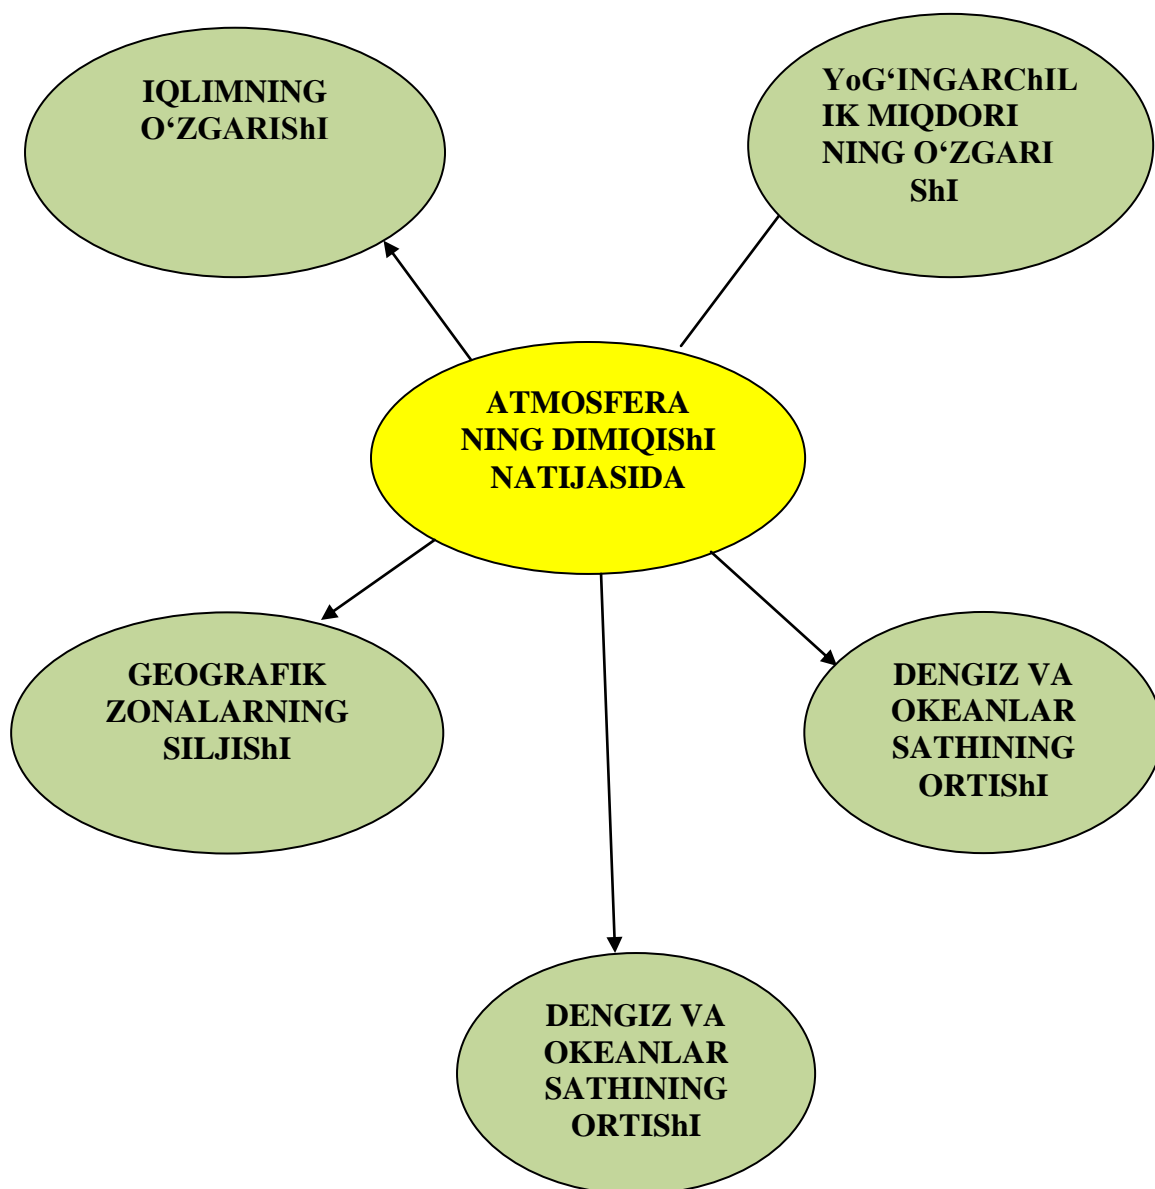 IQLIMNING
O‘ZGARIShI
YoG‘INGARChIL
IK MIQDORI
NING O‘ZGARI
ShI
ATMOSFERA
NING DIMIQIShI
NATIJASIDA
GEOGRAFIK
ZONALARNING
SILJIShI
DENGIZ VA
OKEANLAR
SATHINING
ORTIShI
DENGIZ VA
OKEANLAR
SATHINING
ORTIShI